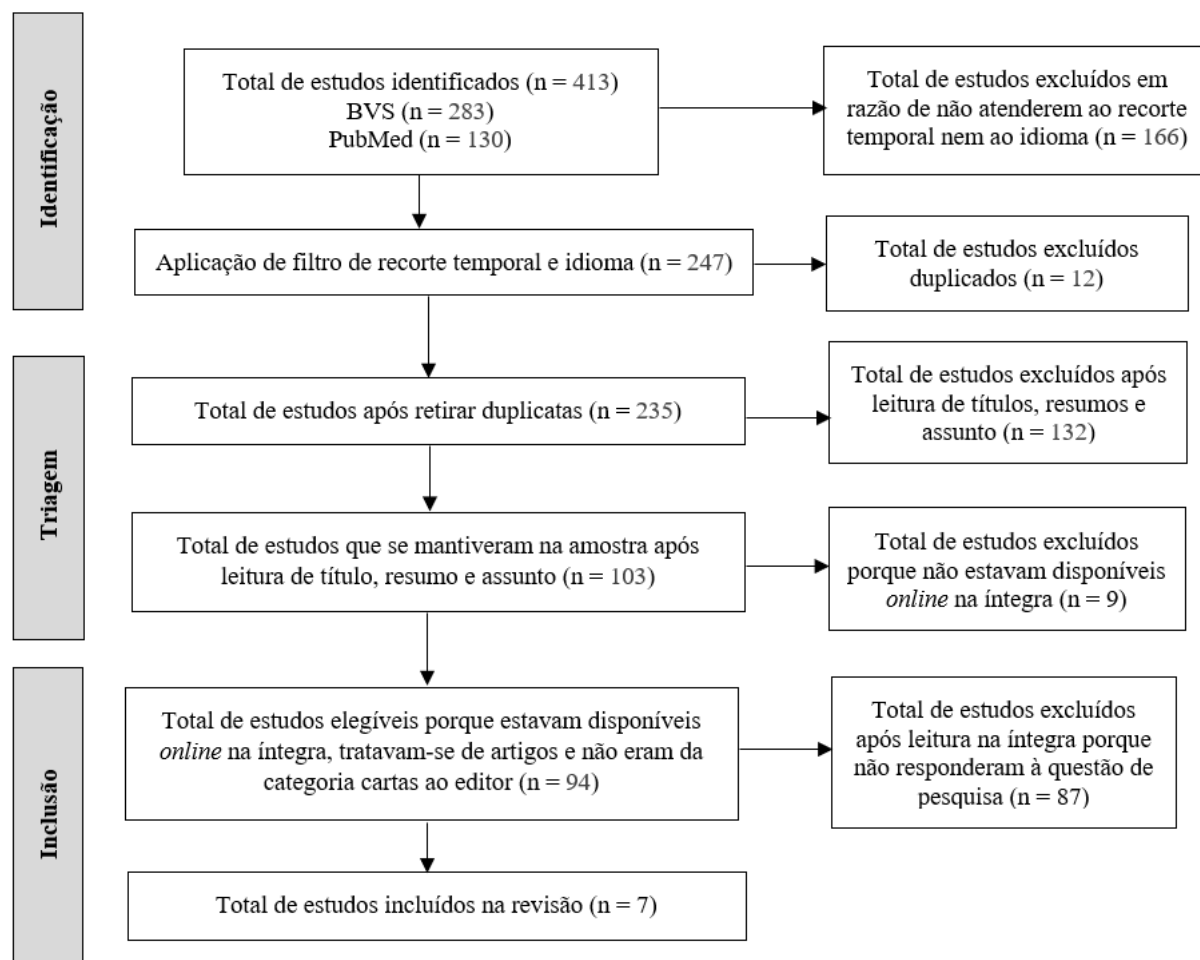 Identificação
Total de estudos identificados (n = 413)
BVS (n = 283)
PubMed (n = 130)
Total de estudos excluídos em
razão de não atenderem ao recorte
temporal nem ao idioma (n = 166)
Aplicação de filtro de recorte temporal e idioma (n = 247)
Total de estudos excluídos
duplicados (n = 12)
Triagem
Total de estudos após retirar duplicatas (n = 235)
Total de estudos excluídos após
leitura de títulos, resumos e
assunto (n = 132)
Total de estudos que se mantiveram na amostra após
leitura de título, resumo e assunto (n = 103)
Total de estudos excluídos
porque não estavam disponíveis
online na íntegra (n = 9)
Inclusão
Total de estudos elegíveis porque estavam disponíveis
online na íntegra, tratavam-se de artigos e não eram da
categoria cartas ao editor (n = 94)
Total de estudos excluídos
após leitura na íntegra porque
não responderam à questão de
pesquisa (n = 87)
Total de estudos incluídos na revisão (n = 7)